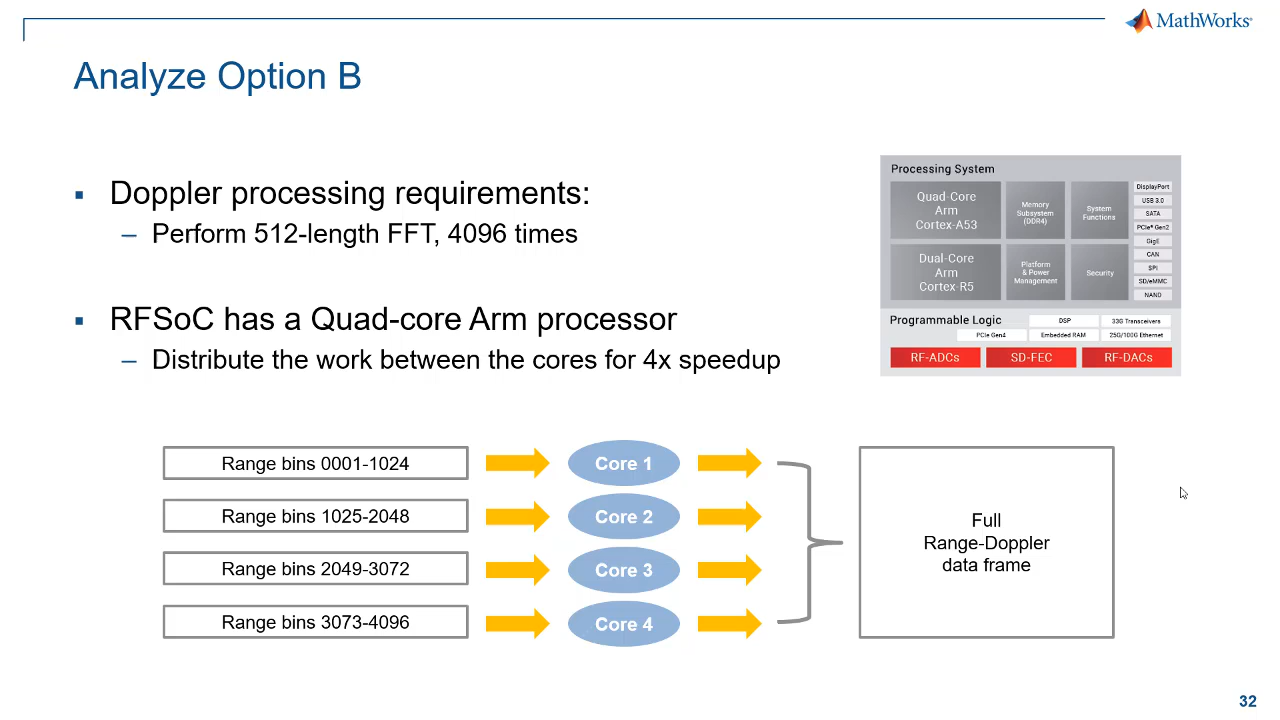 MathWorks®
Analyze Option B
▪ Doppler processing requirements:
– Perform 512-length FFT, 4096 times
▪ RFSoC has a Quad-core Arm processor
– Distribute the work between the cores for 4x speedup
Processing System
Quad-Core
Arm
Cortex-A53
Memory
Subsystem
(DDR4)
System
Functions
Dual-Core
Arm
Cortex-R5
Platform
& Power
Management
Security
DisplayPort
USB 3.0
SATA
PCIe® Gen2
GigE
CAN
SPI
SD/eMMC
NAND
Programmable Logic
DSP
33G Transceivers
PCIe Gen4
Embedded RAM
25G/100G Ethernet
RF-ADCs
SD-FEC
RF-DACs
Range bins 0001-1024
Core 1
Range bins 1025-2048
Core 2
Range bins 2049-3072
Core 3
Range bins 3073-4096
Core 4
Full
Range-Doppler
data frame
32